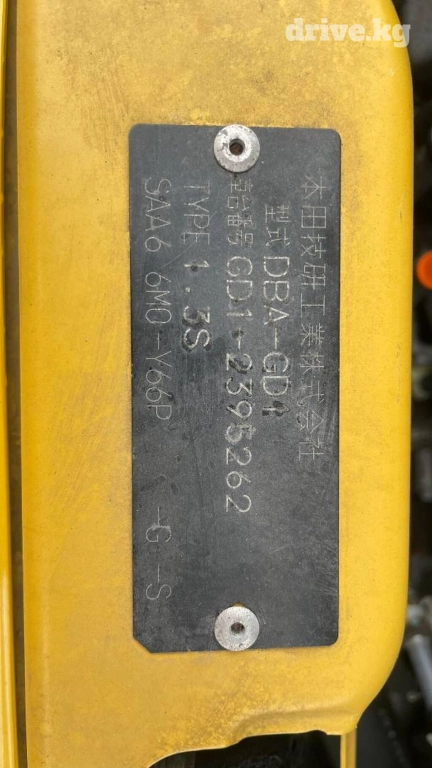 drive.kg
本田技研工業株式会社
型式 DBA-GD1
車台番号 GD1-2395262
TYPE 1.3S
SAA6 6M0-Y66P -G -S